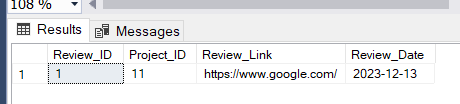 108 %
Results Messages
Review_ID Project_ID Review_Link Review_Date
1 1 11 https://www.google.com/ 2023-12-13